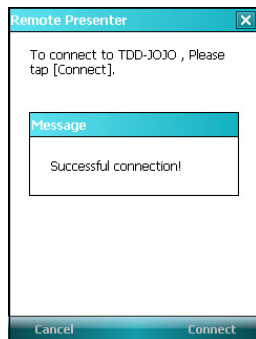 Remote Presenter
To connect to TDD-JOJO , Please
tap [Connect].
Message
Successful connection!
Cancel Connect